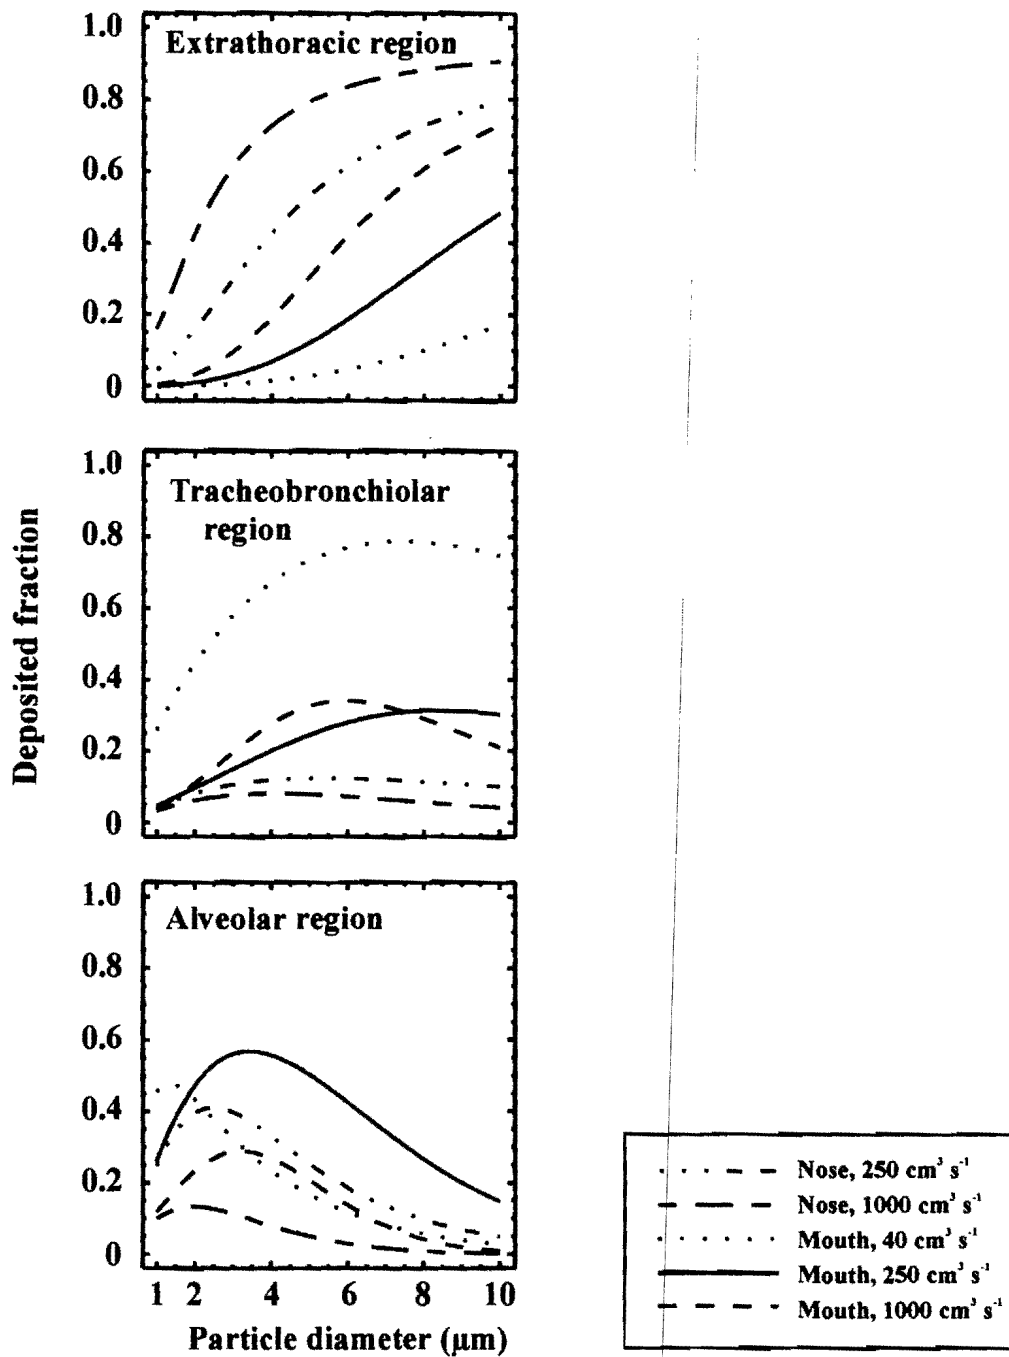 Extrathoracic region
1.0
0.8
0.6
0.4
0.2
0
Tracheobronchiolar
region
1.0
0.8
0.6
0.4
0.2
0
Deposited fraction
Alveolar region
1.0
0.8
0.6
0.4
0.2
0
1 2 4 6 8 10
Particle diameter (µm)
Nose, 250 cm³ s⁻¹
Nose, 1000 cm³ s⁻¹
Mouth, 40 cm³ s⁻¹
Mouth, 250 cm³ s⁻¹
Mouth, 1000 cm³ s⁻¹